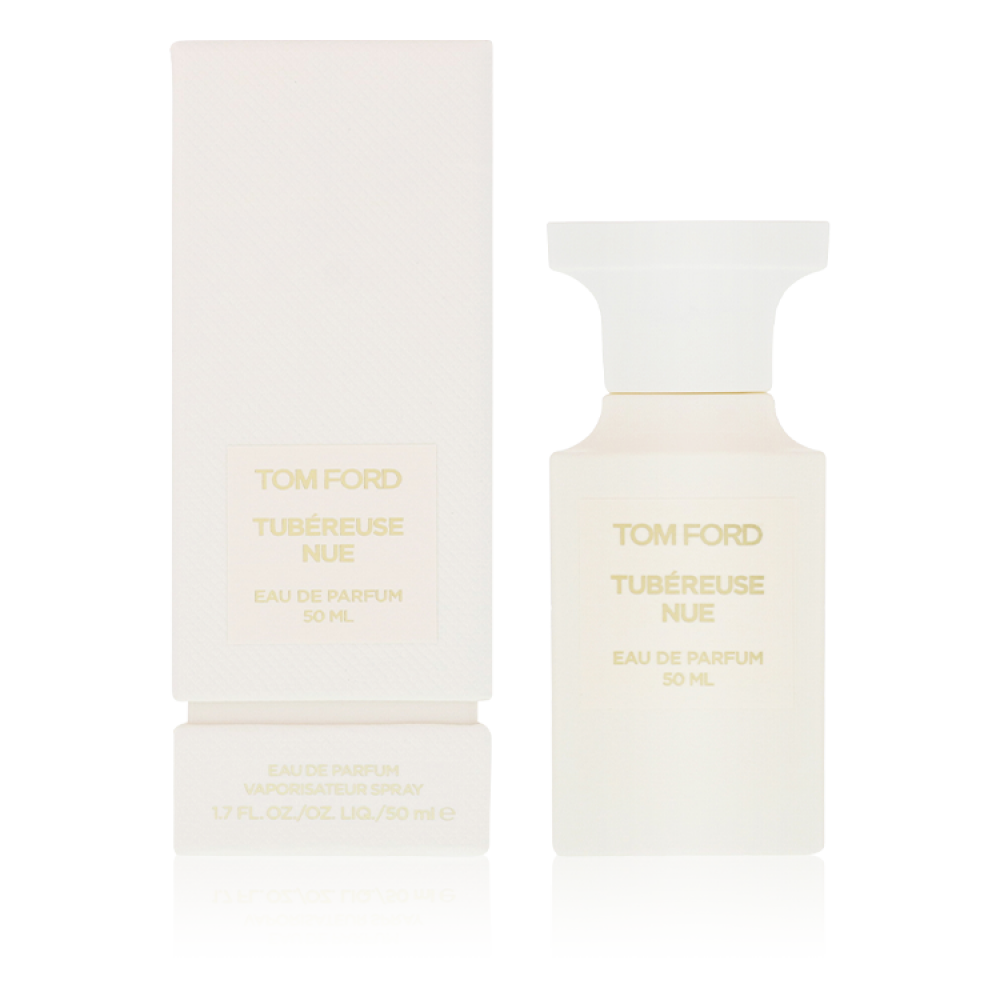 TOM FORD
TUBÉREUSE
NUE
EAU DE PARFUM
50 ML
EAU DE PARFUM
VAPORISATEUR SPRAY
1.7 FL. OZ./OZ. LIQ./50 ml ℮
TOM FORD
TUBÉREUSE
NUE
EAU DE PARFUM
50 ML